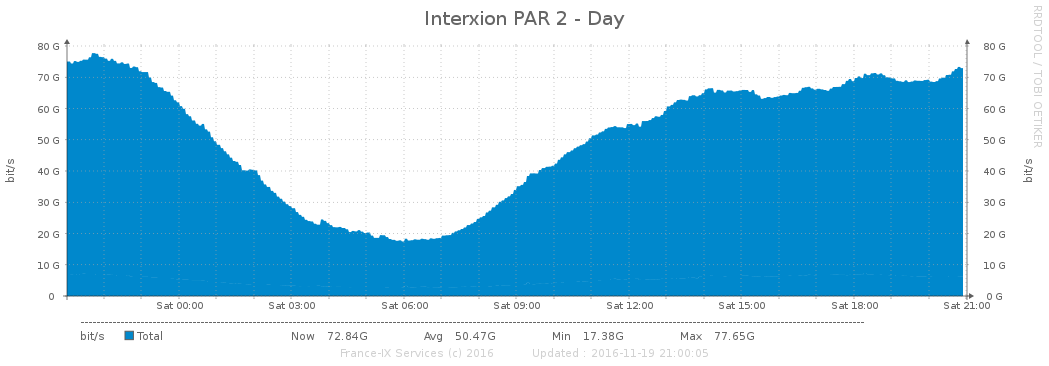 Interxion PAR 2 - Day
RRDTOOL / TOBI OETIKER
80 G 80 G
70 G 70 G
60 G 60 G
50 G 50 G
40 G 40 G
30 G 30 G
20 G 20 G
10 G 10 G
0 0 G
bit/s bit/s
Sat 00:00 Sat 03:00 Sat 06:00 Sat 09:00 Sat 12:00 Sat 15:00 Sat 18:00 Sat 21:00
bit/s Total Now 72.84G Avg 50.47G Min 17.38G Max 77.65G
France-IX Services (c) 2016 Updated : 2016-11-19 21:00:05